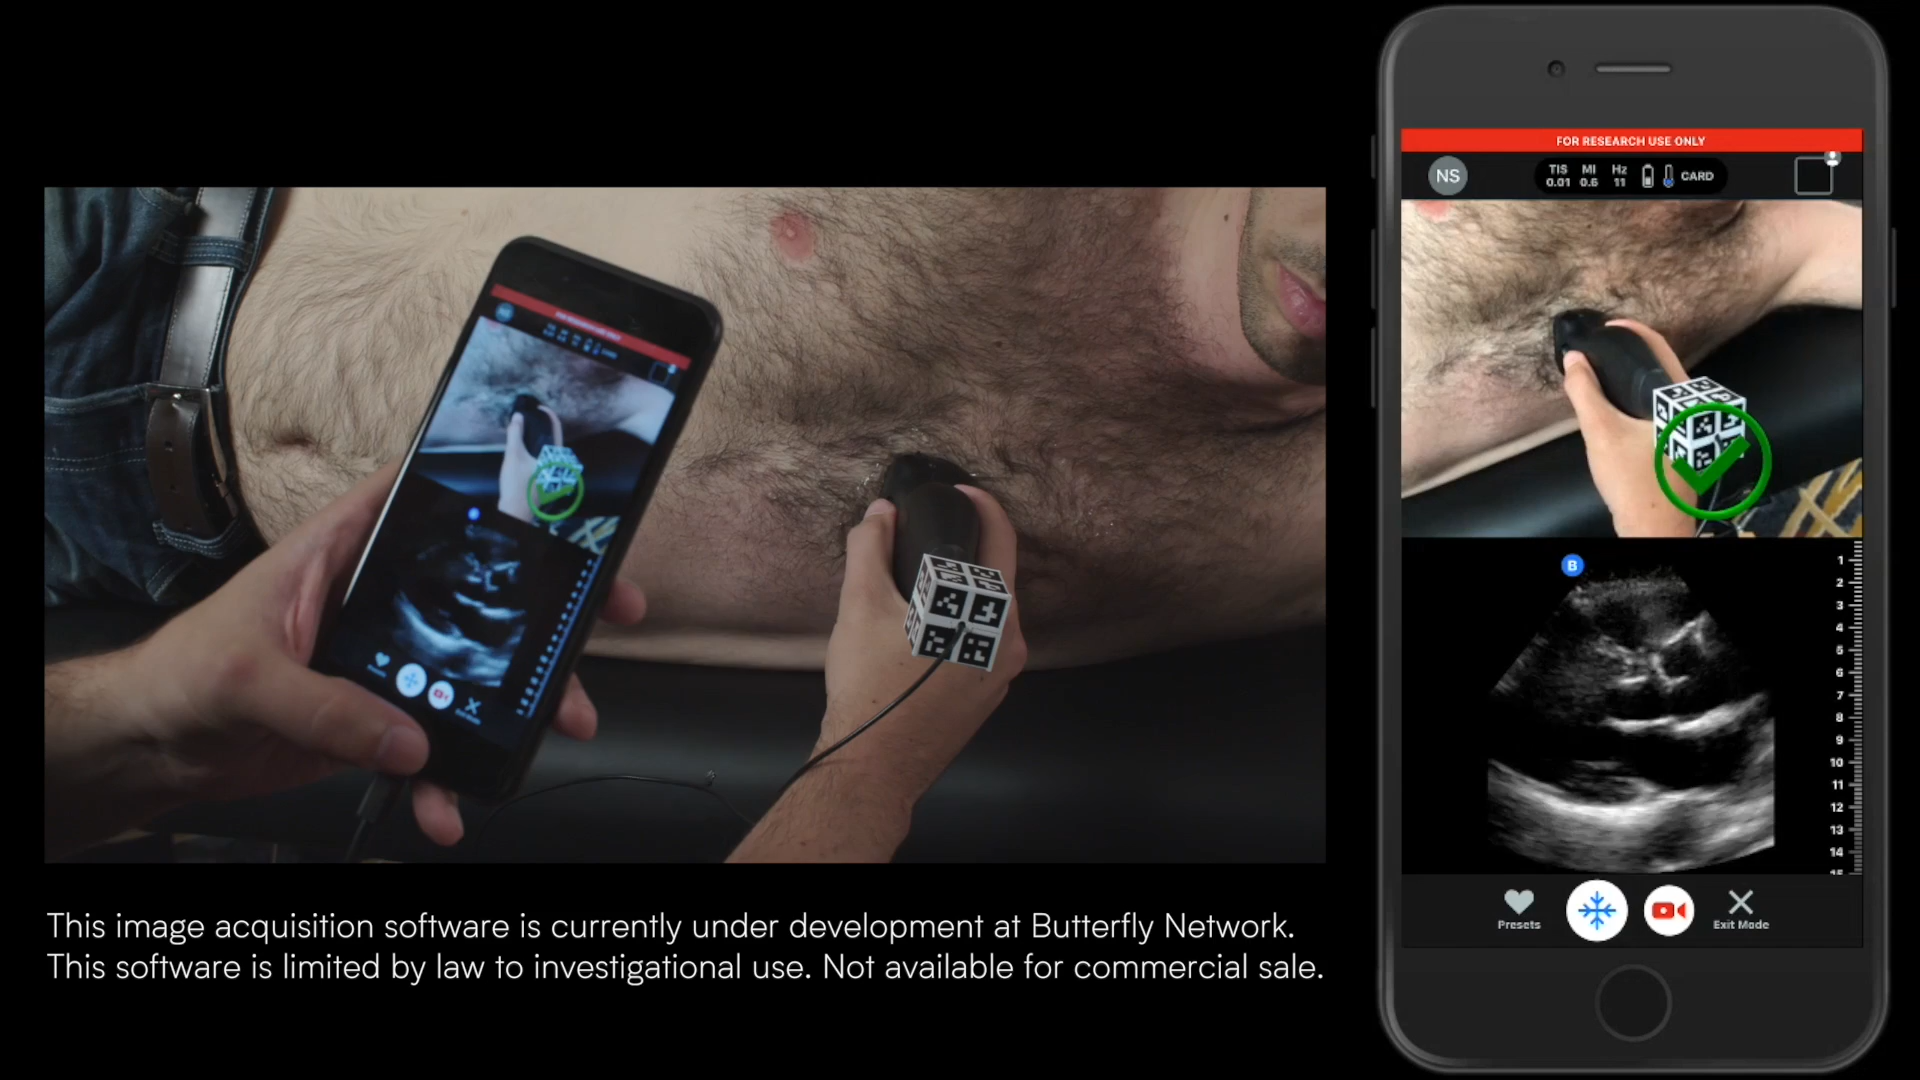 FOR RESEARCH USE ONLY
NS
TIS MI Hz
0.01 0.6 11
CARD
B
1
2
3
4
5
6
7
8
9
10
11
12
13
14
Presets
Exit Mode
This image acquisition software is currently under development at Butterfly Network.
This software is limited by law to investigational use. Not available for commercial sale.